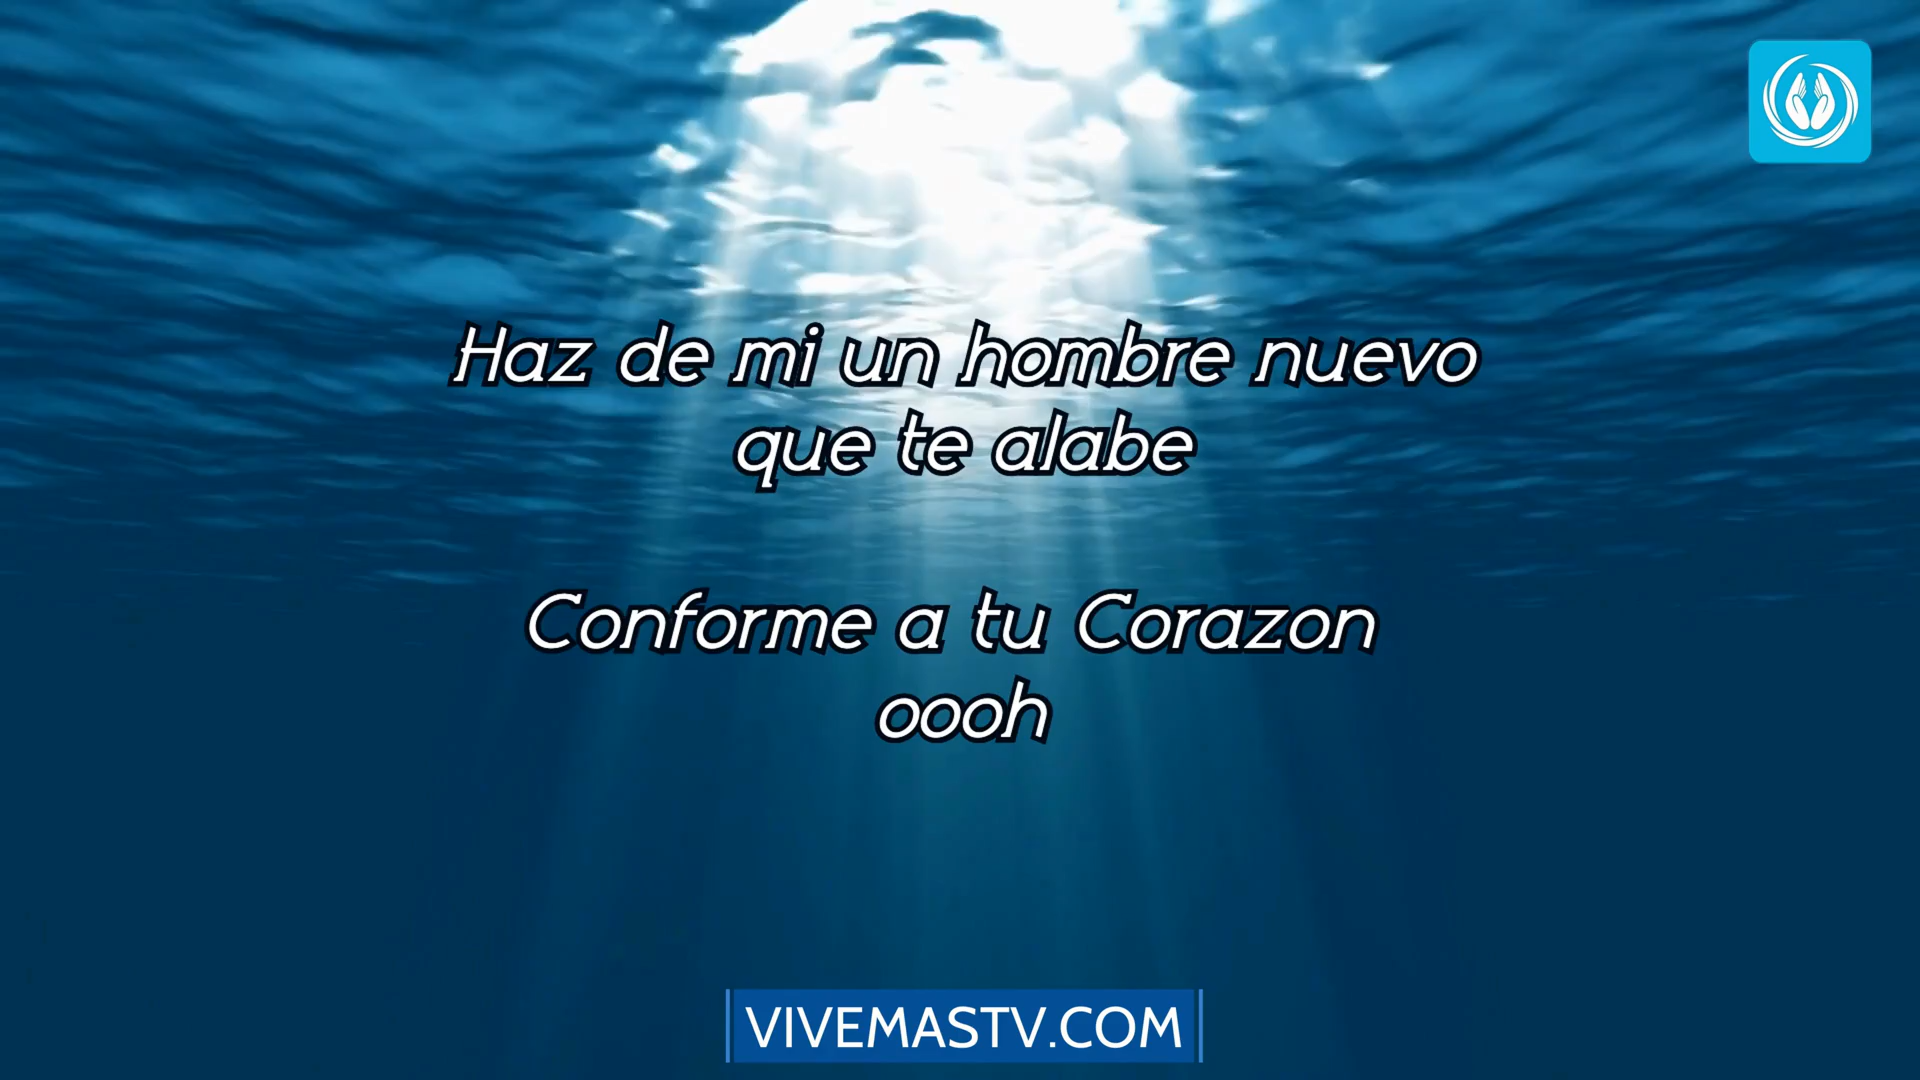 Haz de mi un hombre nuevo
que te alabe
Conforme a tu Corazon
oooh
VIVEMASTV.COM